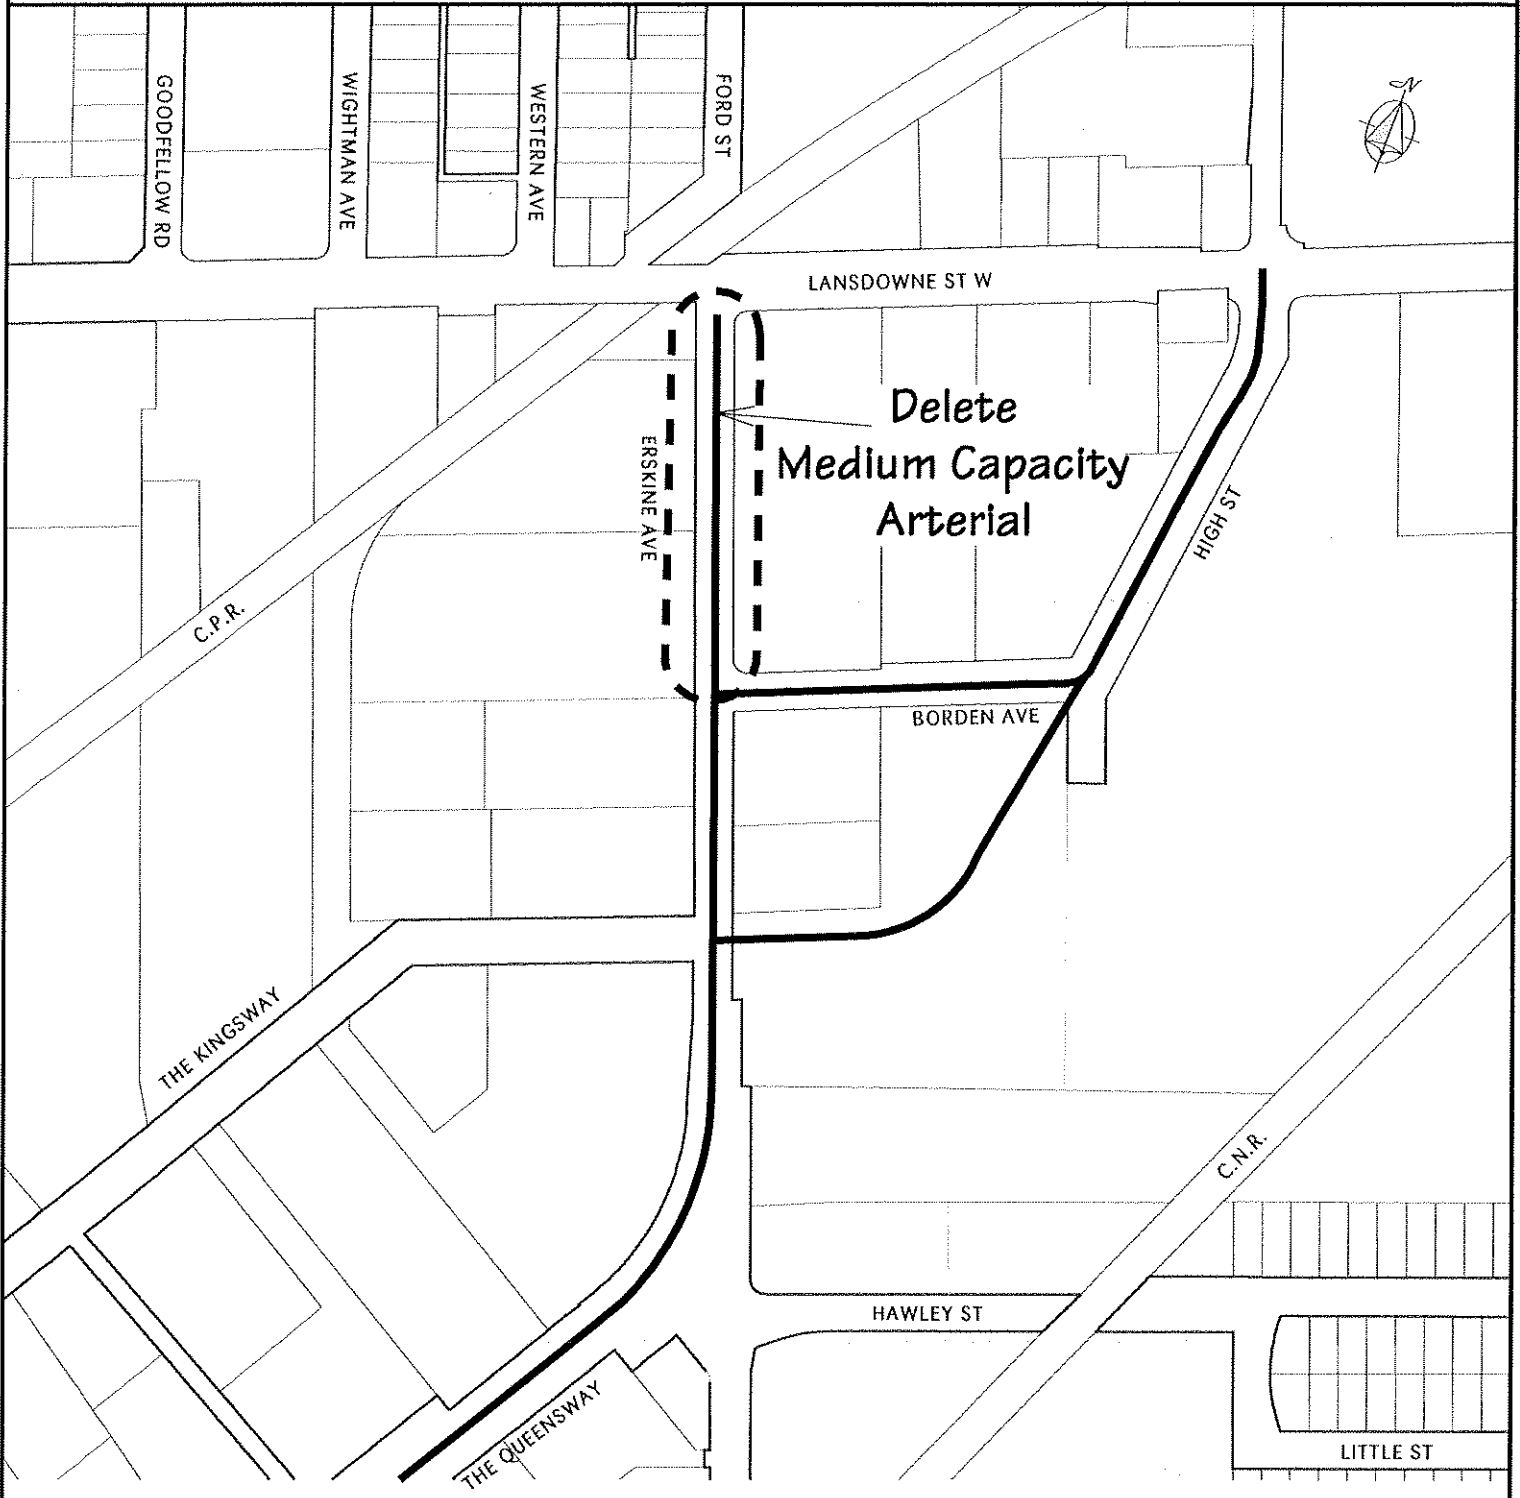 GOODFELLOW RD
WIGHTMAN AVE
WESTERN AVE
FORD ST
N
LANSDOWNE ST W
Delete
Medium Capacity
Arterial
ERSKINE AVE
HIGH ST
C.P.R.
BORDEN AVE
THE KINGSWAY
C.N.R.
HAWLEY ST
THE QUEENSWAY
LITTLE ST